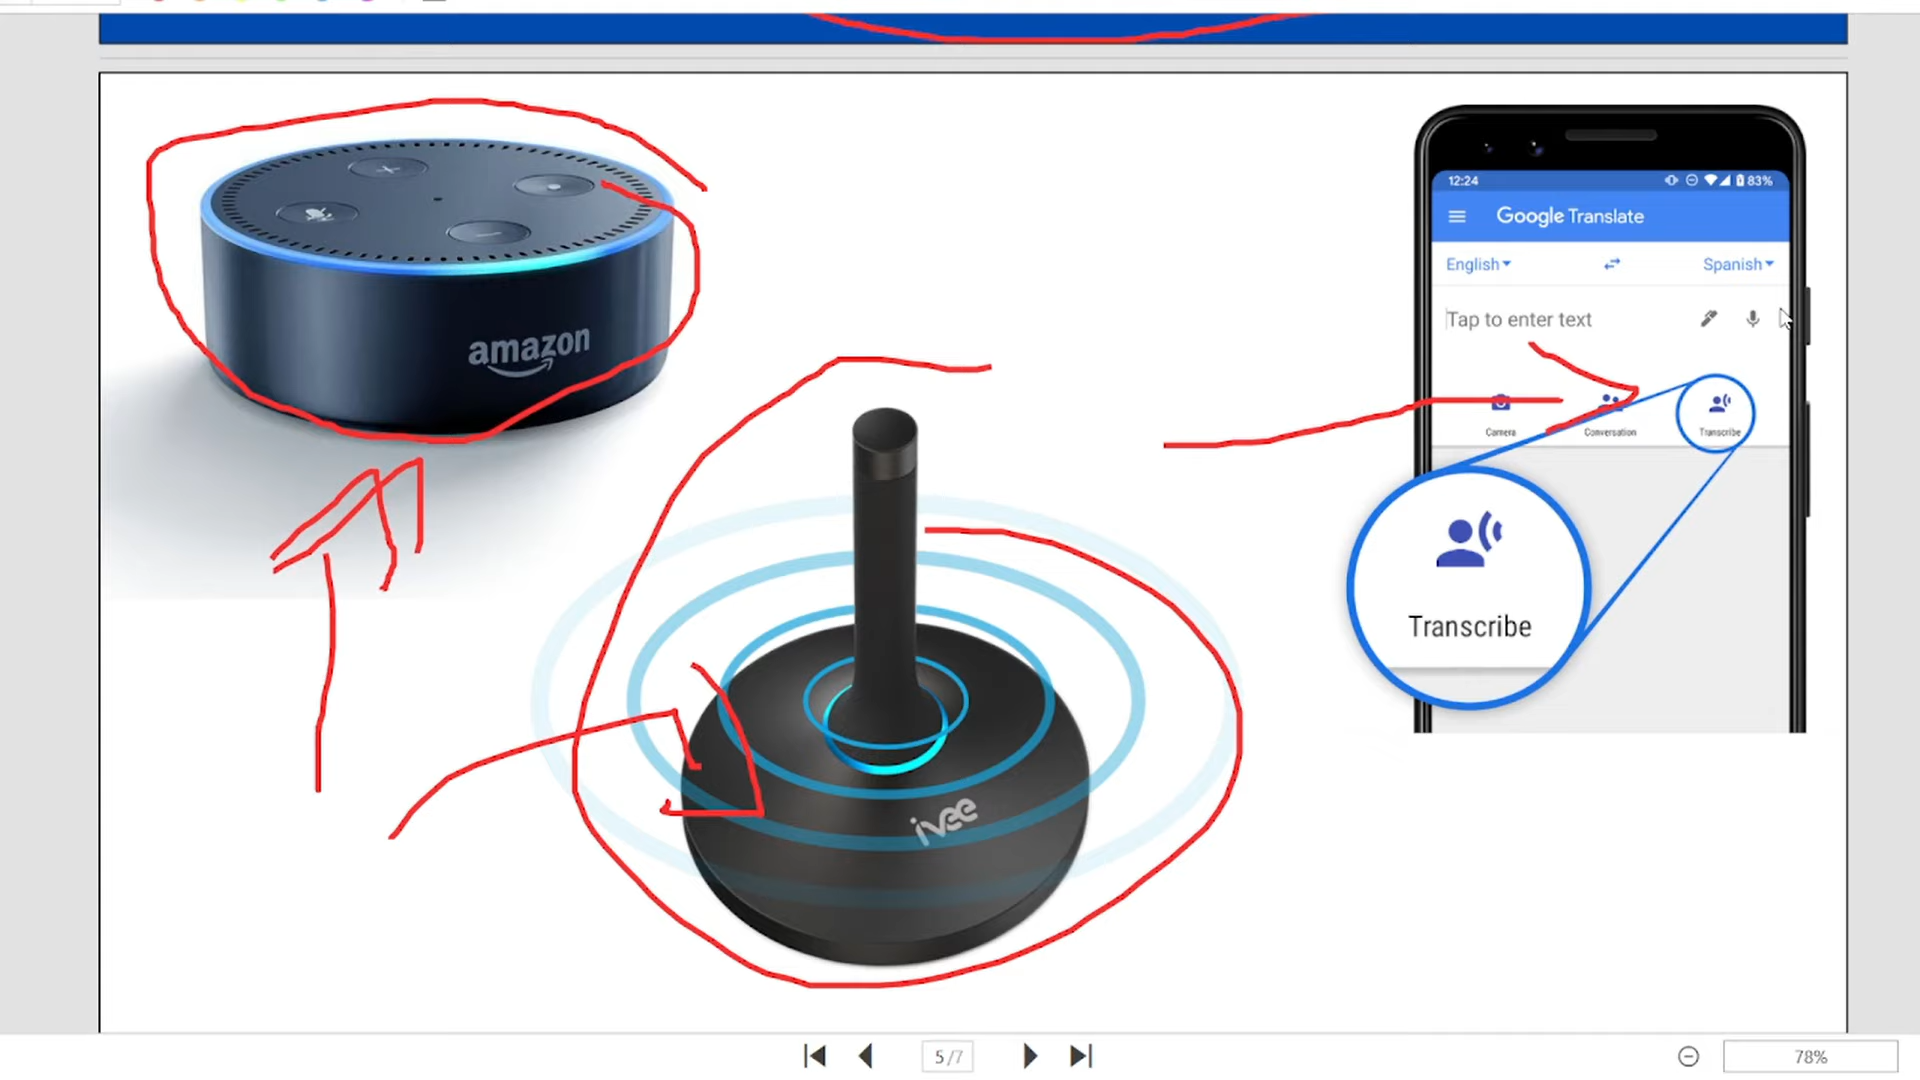 amazon
12:24
83%
Google Translate
English
Spanish
Tap to enter text
Camera
Conversation
Transcribe
Transcribe
ivee
5 /7
78%